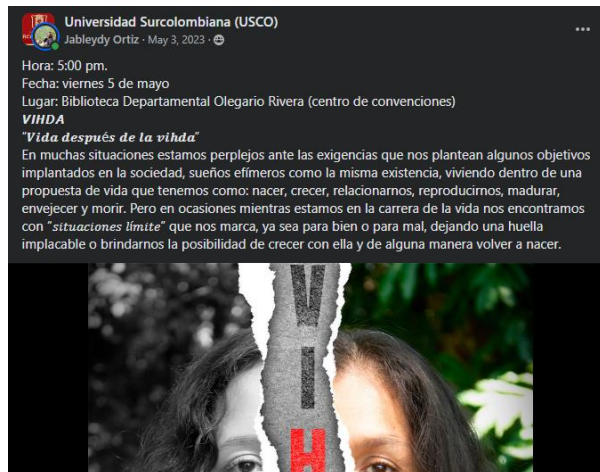 Universidad Surcolombiana (USCO)
Jableydy Ortiz · May 3, 2023 ·
Hora: 5:00 pm.
Fecha: viernes 5 de mayo
Lugar: Biblioteca Departamental Olegario Rivera (centro de convenciones)
VIHDA
"Vida después de la vihda"
En muchas situaciones estamos perplejos ante las exigencias que nos plantean algunos objetivos
implantados en la sociedad, sueños efímeros como la misma existencia, viviendo dentro de una
propuesta de vida que tenemos como: nacer, crecer, relacionarnos, reproducirnos, madurar,
envejecer y morir. Pero en ocasiones mientras estamos en la carrera de la vida nos encontramos
con "situaciones límite" que nos marca, ya sea para bien o para mal, dejando una huella
implacable o brindarnos la posibilidad de crecer con ella y de alguna manera volver a nacer.
V
I
H